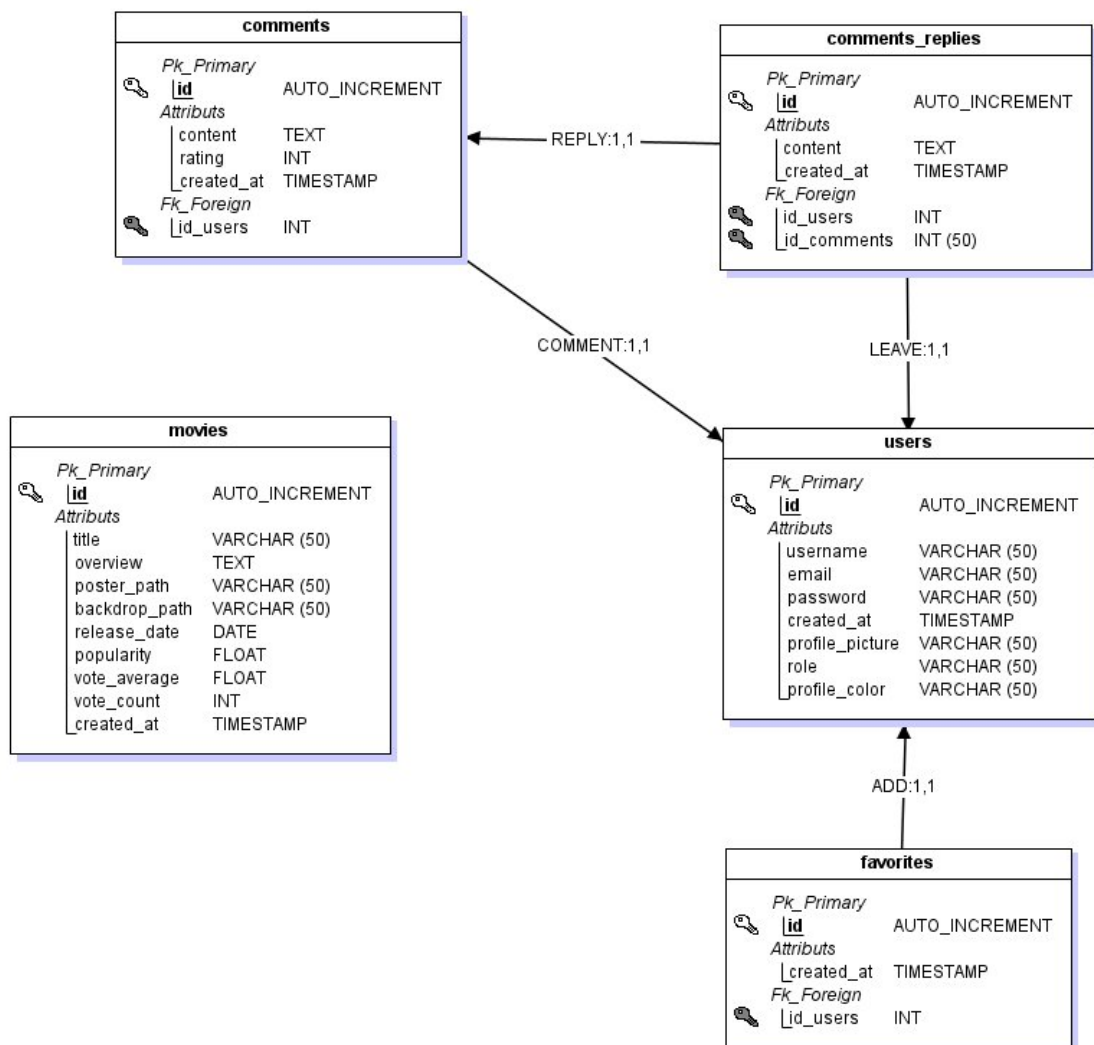 comments
Pk_Primary
id AUTO_INCREMENT
Attributs
content TEXT
rating INT
created_at TIMESTAMP
Fk_Foreign
id_users INT
comments_replies
Pk_Primary
id AUTO_INCREMENT
Attributs
content TEXT
created_at TIMESTAMP
Fk_Foreign
id_users INT
id_comments INT (50)
REPLY:1,1
COMMENT:1,1
LEAVE:1,1
movies
Pk_Primary
id AUTO_INCREMENT
Attributs
title VARCHAR (50)
overview TEXT
poster_path VARCHAR (50)
backdrop_path VARCHAR (50)
release_date DATE
popularity FLOAT
vote_average FLOAT
vote_count INT
created_at TIMESTAMP
users
Pk_Primary
id AUTO_INCREMENT
Attributs
username VARCHAR (50)
email VARCHAR (50)
password VARCHAR (50)
created_at TIMESTAMP
profile_picture VARCHAR (50)
role VARCHAR (50)
profile_color VARCHAR (50)
ADD:1,1
favorites
Pk_Primary
id AUTO_INCREMENT
Attributs
created_at TIMESTAMP
Fk_Foreign
id_users INT